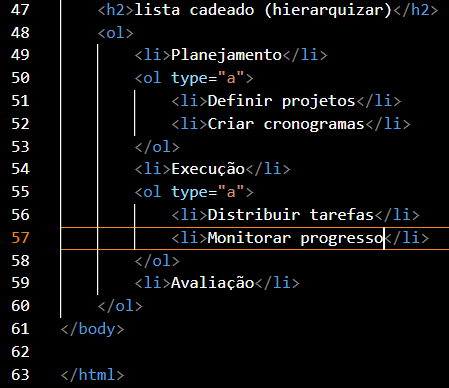 47 <h2>lista cadeado (hierarquizar)</h2>
48 <ol>
49 <li>Planejamento</li>
50 <ol type="a">
51 <li>Definir projetos</li>
52 <li>Criar cronogramas</li>
53 </ol>
54 <li>Execução</li>
55 <ol type="a">
56 <li>Distribuir tarefas</li>
57 <li>Monitorar progresso</li>
58 </ol>
59 <li>Avaliação</li>
60 </ol>
61 </body>
62
63 </html>